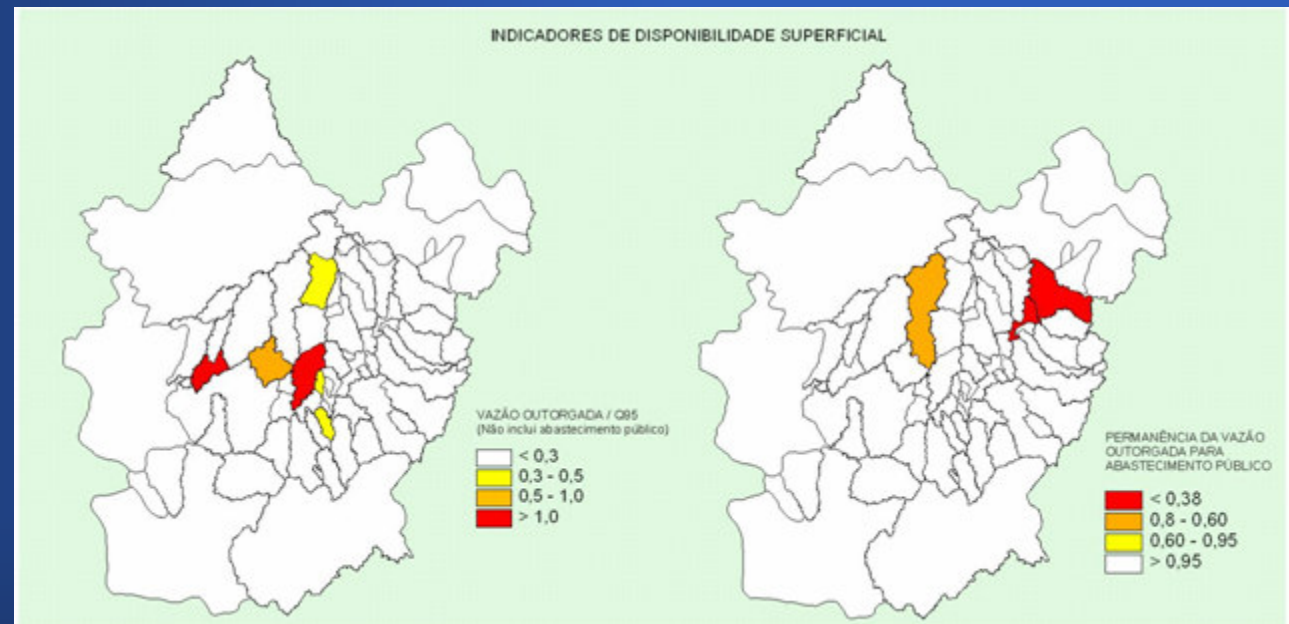 INDICADORES DE DISPONIBILIDADE SUPERFICIAL
VAZÃO OUTORGADA / Q95
(Não inclui abastecimento público)
< 0,3
0,3 - 0,5
0,5 - 1,0
> 1,0
PERMANÊNCIA DA VAZÃO
OUTORGADA PARA
ABASTECIMENTO PÚBLICO
< 0,38
0,8 - 0,60
0,60 - 0,95
> 0,95